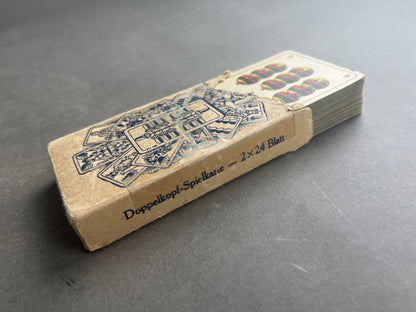 Doppelkopf-Spielkarte — 2 × 24 Blatt